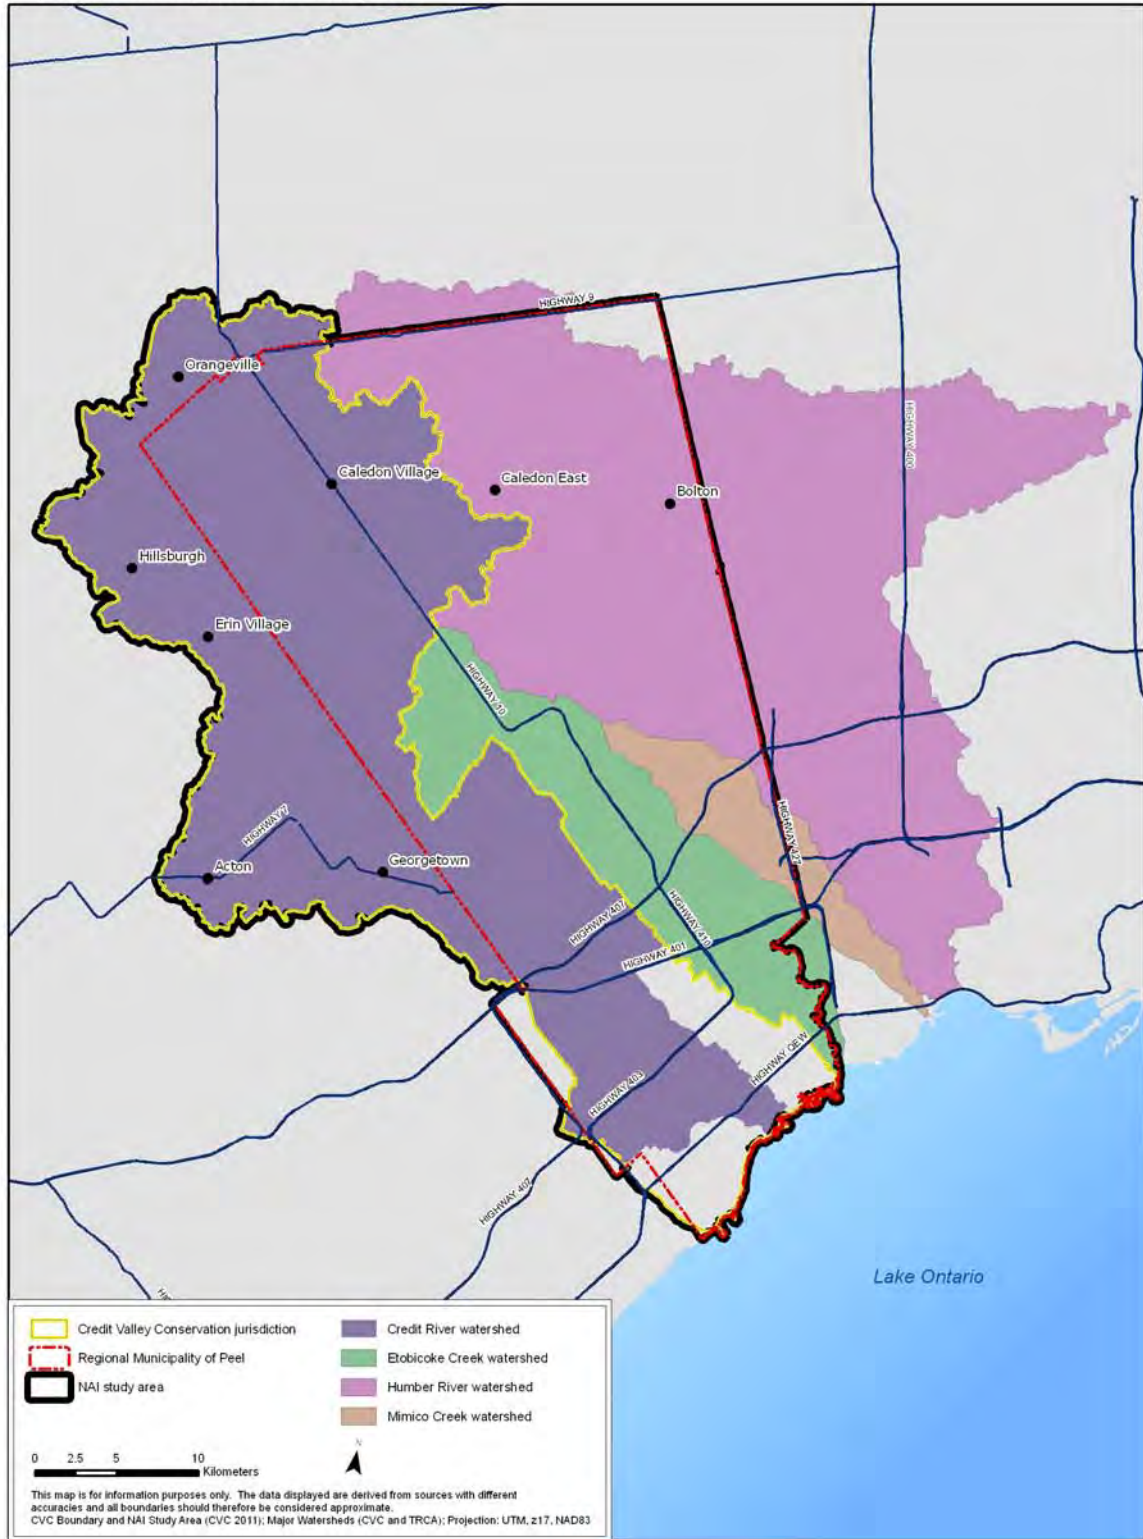 HIGHWAY 9
Orangeville
HIGHWAY 400
Caledon Village
Caledon East
Bolton
Hillsburgh
Erin Village
HIGHWAY 10
HIGHWAY 427
HIGHWAY 7
Acton
Georgetown
HIGHWAY 407
HIGHWAY 410
HIGHWAY 401
HIGHWAY QEW
HIGHWAY 403
HIGHWAY 407
Lake Ontario
Credit Valley Conservation jurisdiction
Regional Municipality of Peel
NAI study area
Credit River watershed
Etobicoke Creek watershed
Humber River watershed
Mimico Creek watershed
0 2.5 5 10
Kilometers
N
This map is for information purposes only. The data displayed are derived from sources with different
accuracies and all boundaries should therefore be considered approximate.
CVC Boundary and NAI Study Area (CVC 2011); Major Watersheds (CVC and TRCA); Projection: UTM, z17, NAD83